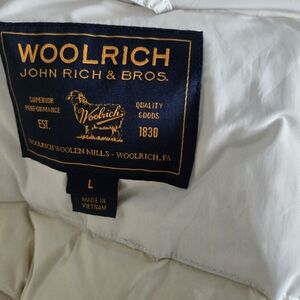 WOOLRICH
JOHN RICH & BROS.
SUPERIOR PERFORMANCE
QUALITY GOODS
Woolrich
EST.
1830
WOOLRICH WOOLEN MILLS - WOOLRICH, PA
L
MADE IN
VIETNAM